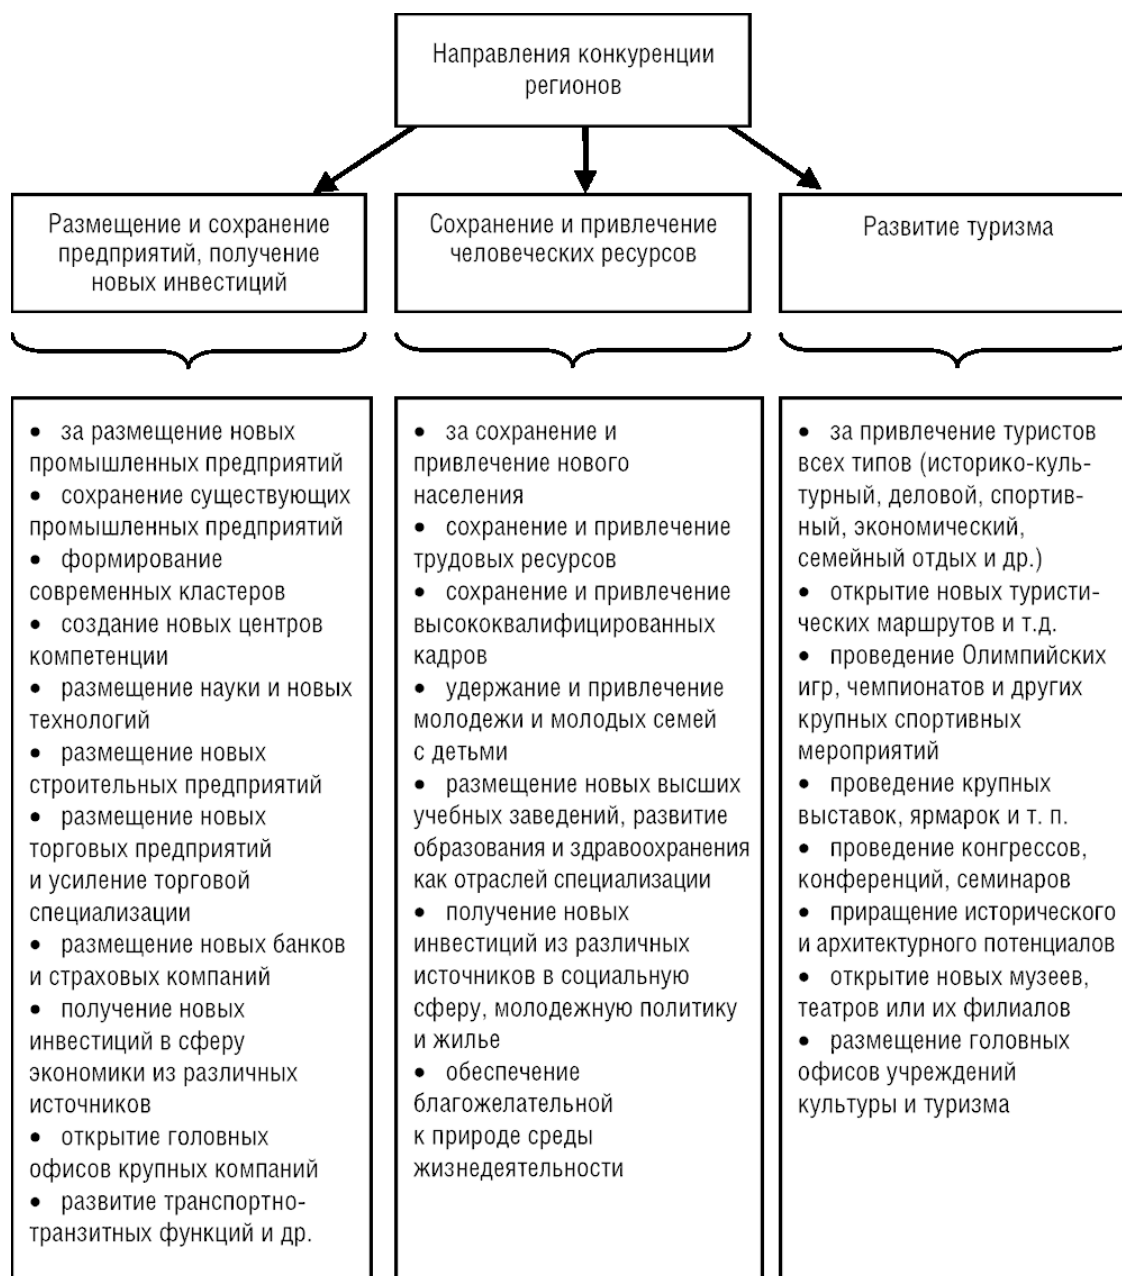 Направления конкуренции
регионов
Размещение и сохранение
предприятий, получение
новых инвестиций
Сохранение и привлечение
человеческих ресурсов
Развитие туризма
• за размещение новых
промышленных предприятий
• сохранение существующих
промышленных предприятий
• формирование
современных кластеров
• создание новых центров
компетенции
• размещение науки и новых
технологий
• размещение новых
строительных предприятий
• размещение новых
торговых предприятий
и усиление торговой
специализации
• размещение новых банков
и страховых компаний
• получение новых
инвестиций в сферу
экономики из различных
источников
• открытие головных
офисов крупных компаний
• развитие транспортно-
транзитных функций и др.
• за сохранение и
привлечение нового
населения
• сохранение и привлечение
трудовых ресурсов
• сохранение и привлечение
высококвалифицированных
кадров
• удержание и привлечение
молодежи и молодых семей
с детьми
• размещение новых высших
учебных заведений, развитие
образования и здравоохранения
как отраслей специализации
• получение новых
инвестиций из различных
источников в социальную
сферу, молодежную политику
и жилье
• обеспечение
благожелательной
к природе среды
жизнедеятельности
• за привлечение туристов
всех типов (историко-куль-
турный, деловой, спортив-
ный, экономический,
семейный отдых и др.)
• открытие новых туристи-
ческих маршрутов и т.д.
• проведение Олимпийских
игр, чемпионатов и других
крупных спортивных
мероприятий
• проведение крупных
выставок, ярмарок и т. п.
• проведение конгрессов,
конференций, семинаров
• приращение исторического
и архитектурного потенциалов
• открытие новых музеев,
театров или их филиалов
• размещение головных
офисов учреждений
культуры и туризма